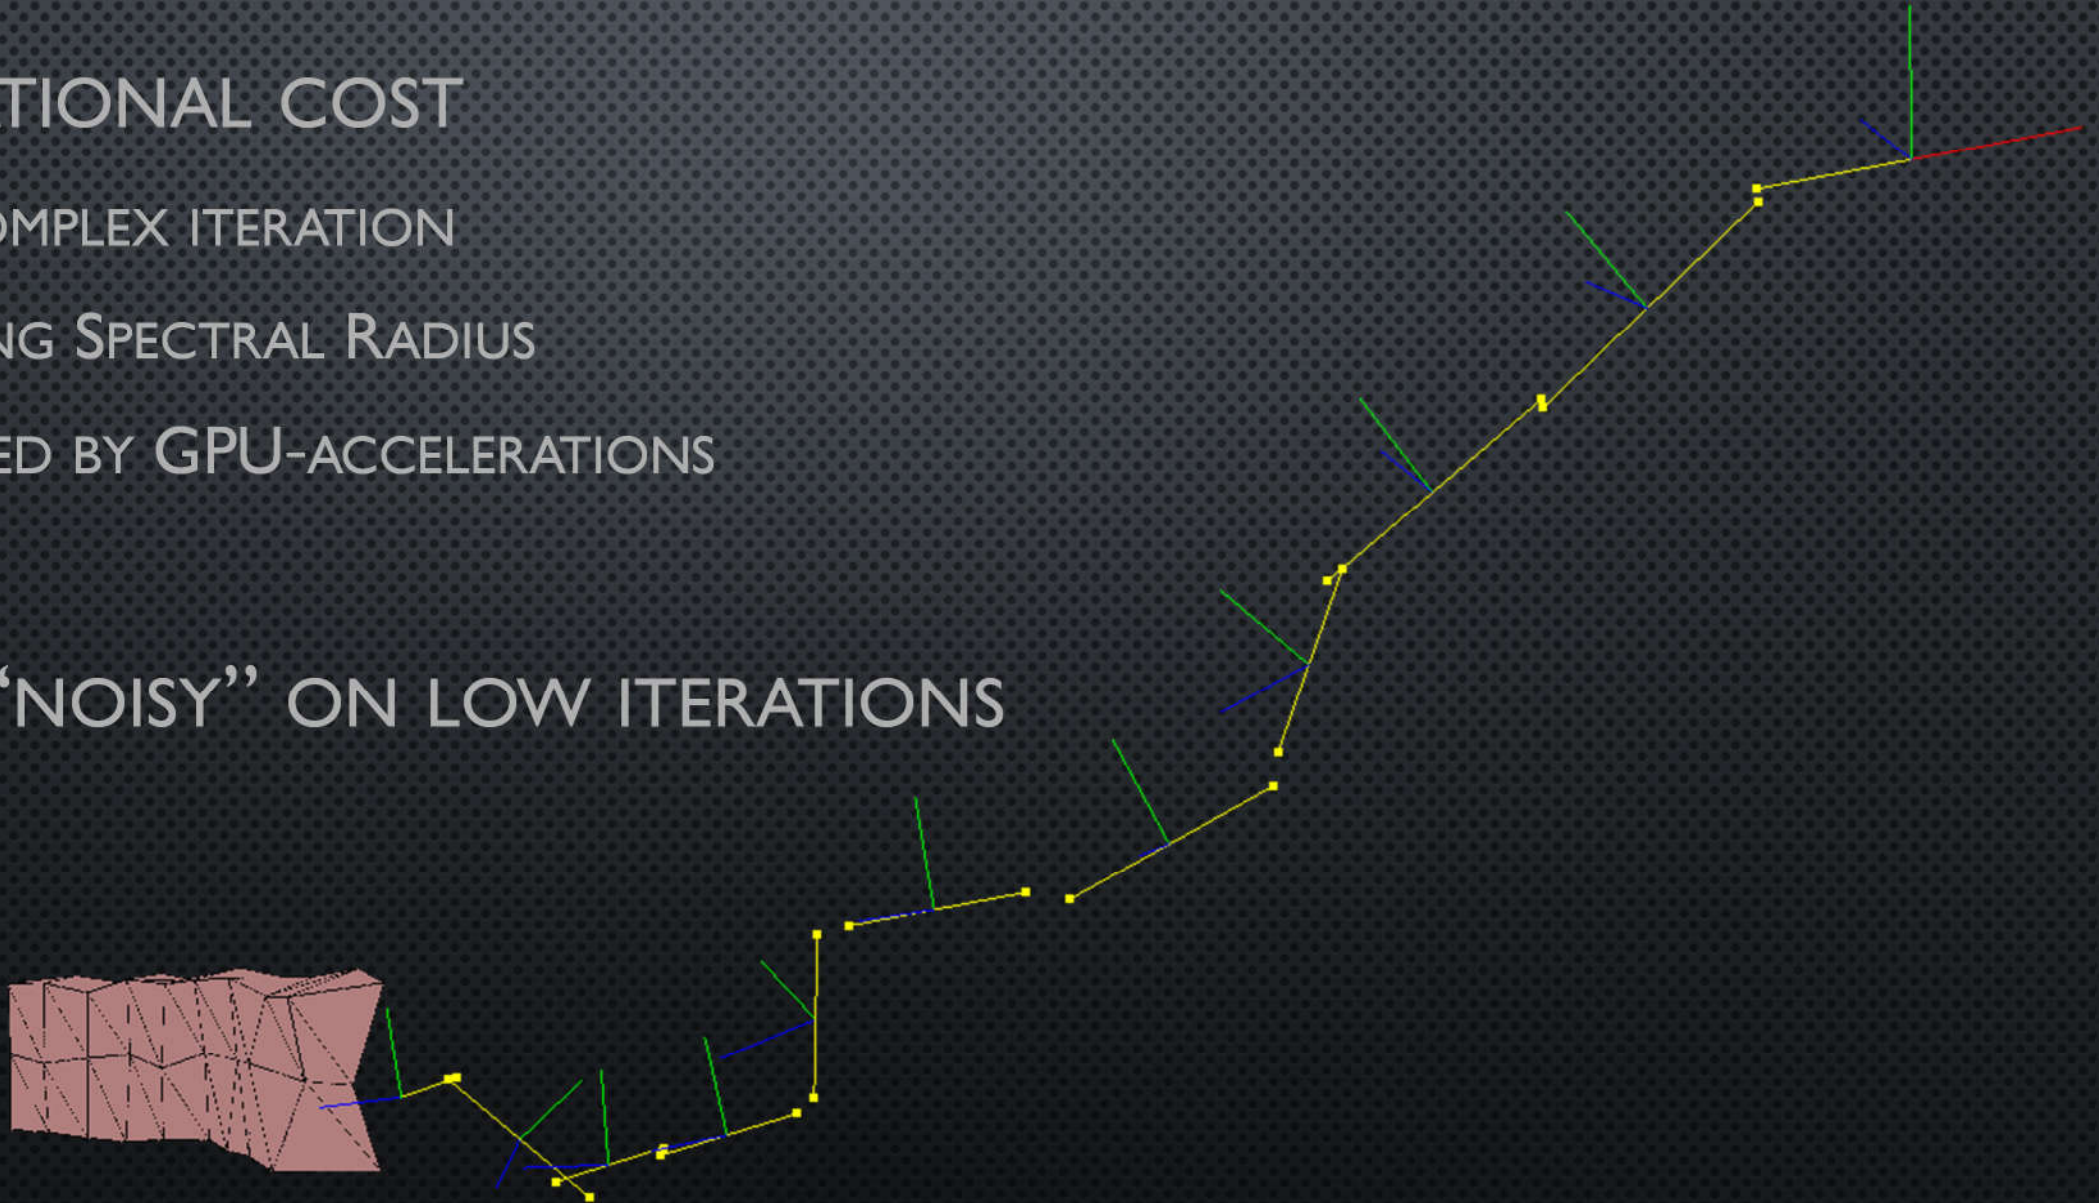 TIONAL COST
OMPLEX ITERATION
NG SPECTRAL RADIUS
ED BY GPU-ACCELERATIONS
“NOISY” ON LOW ITERATIONS